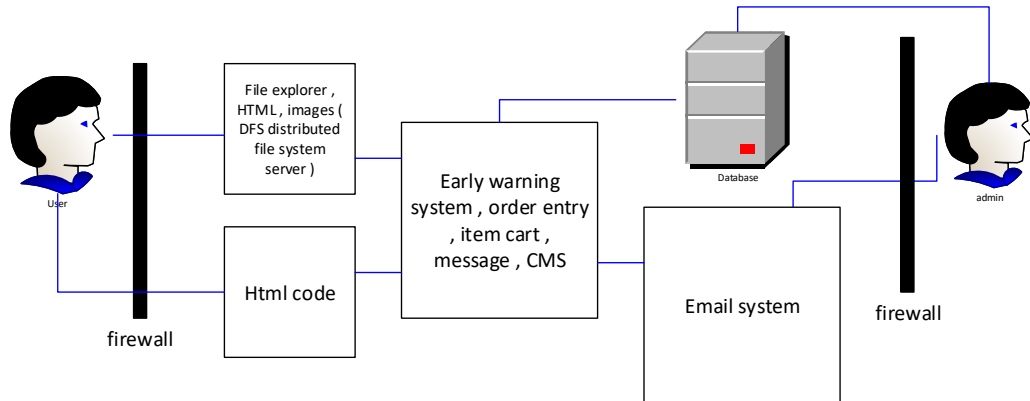 File explorer ,
HTML , images (
DFS distributed
file system
server )
User
firewall
Html code
Early warning
system , order entry
, item cart ,
message , CMS
Database
Email system
firewall
admin